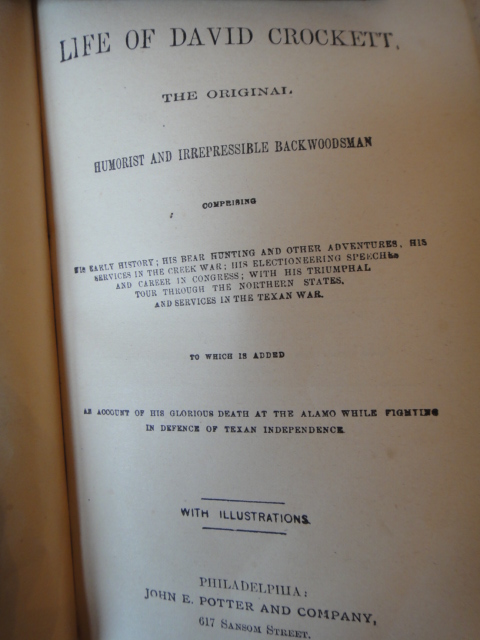 LIFE OF DAVID CROCKETT,
THE ORIGINAL
HUMORIST AND IRREPRESSIBLE BACKWOODSMAN
COMPRISING
HIS EARLY HISTORY; HIS BEAR HUNTING AND OTHER ADVENTURES, HIS
SERVICES IN THE CREEK WAR; HIS ELECTIONEERING SPEECHES
AND CAREER IN CONGRESS; WITH HIS TRIUMPHAL
TOUR THROUGH THE NORTHERN STATES,
AND SERVICES IN THE TEXAN WAR.
TO WHICH IS ADDED
AN ACCOUNT OF HIS GLORIOUS DEATH AT THE ALAMO WHILE FIGHTING
IN DEFENCE OF TEXAN INDEPENDENCE.
WITH ILLUSTRATIONS.
PHILADELPHIA:
JOHN E. POTTER AND COMPANY,
617 SANSOM STREET.